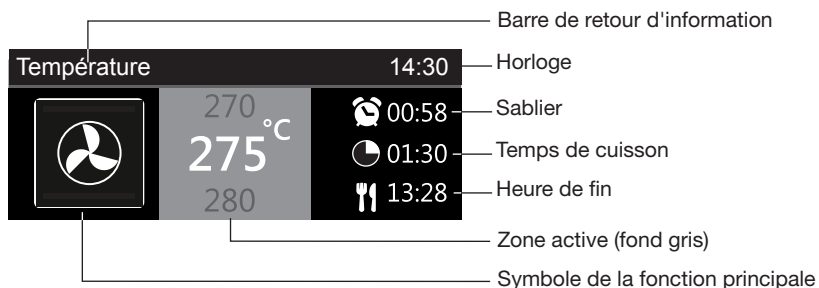 Barre de retour d'information
Température 14:30
Horloge
270
275 °C
280
00:58
Sablier
01:30
Temps de cuisson
13:28
Heure de fin
Zone active (fond gris)
Symbole de la fonction principale